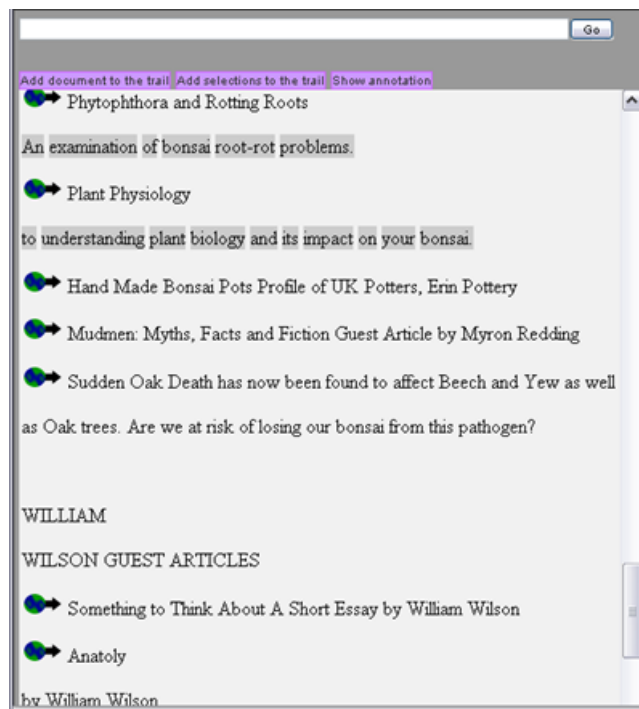 Go
Add document to the trail Add selections to the trail Show annotation
Phytophthora and Rotting Roots
An examination of bonsai root-rot problems.
Plant Physiology
to understanding plant biology and its impact on your bonsai.
Hand Made Bonsai Pots Profile of UK Potters, Erin Pottery
Mudmen: Myths, Facts and Fiction Guest Article by Myron Redding
Sudden Oak Death has now been found to affect Beech and Yew as well
as Oak trees. Are we at risk of losing our bonsai from this pathogen?
WILLIAM
WILSON GUEST ARTICLES
Something to Think About A Short Essay by William Wilson
Anatoly
by William Wilson